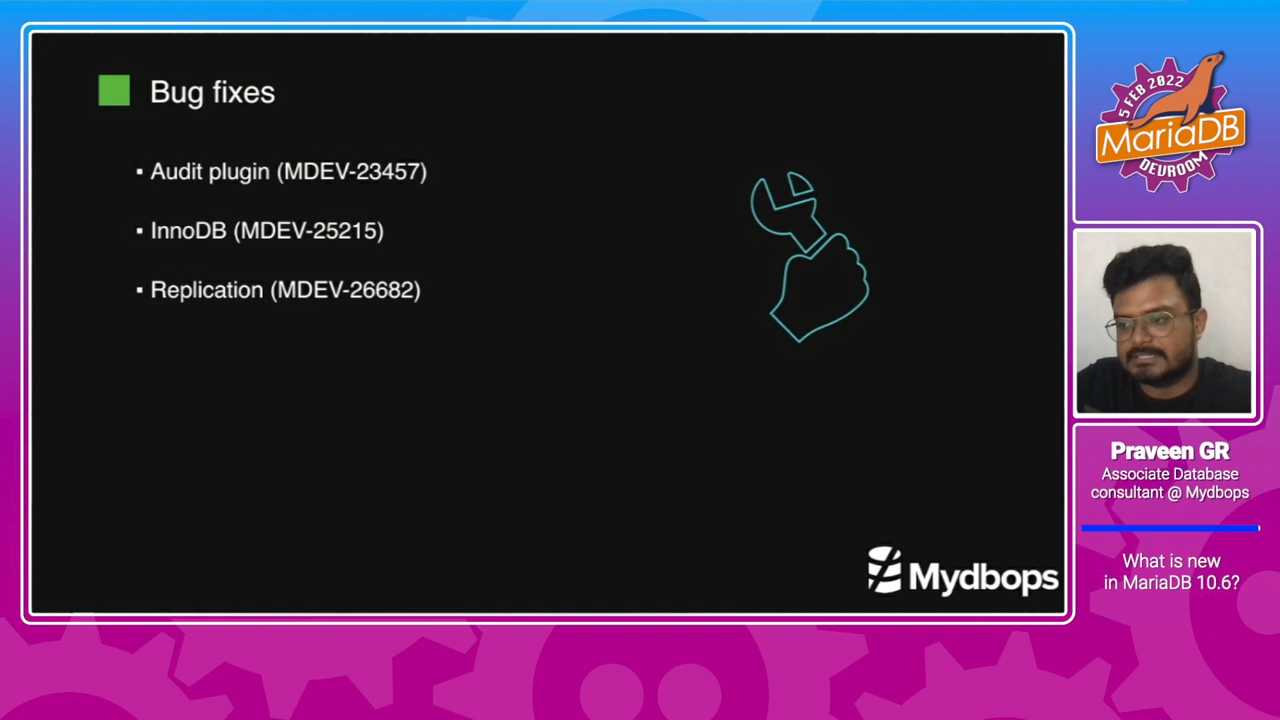 Bug fixes
▪ Audit plugin (MDEV-23457)
▪ InnoDB (MDEV-25215)
▪ Replication (MDEV-26682)
Mydbops
5 FEB 2022
MariaDB
DEVROOM
Praveen GR
Associate Database
consultant @ Mydbops
What is new
in MariaDB 10.6?